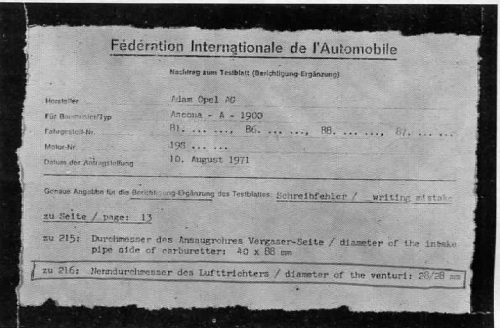 Fédération Internationale de l'Automobile
Nachtrag zum Testblatt (Berichtigung-Ergänzung)
Hersteller Adam Opel AG
Für Baumuster/Typ Ascona - A - 1900
Fahrgestell-Nr. 81. ... ..., 86. ... ..., 88. ... ..., 87. ... ...
Motor-Nr. 19S ... ...
Datum der Antragstellung 10. August 1971
Genaue Angabe für die Berichtigung-Ergänzung des Testblattes: Schreibfehler / writing mistake
zu Seite / page: 13
zu 215: Durchmesser des Ansaugrohres Vergaser-Seite / diameter of the intake
pipe side of carburetter: 40 x 88 mm
zu 216: Nenndurchmesser des Lufttrichters / diameter of the venturi: 28/28 mm